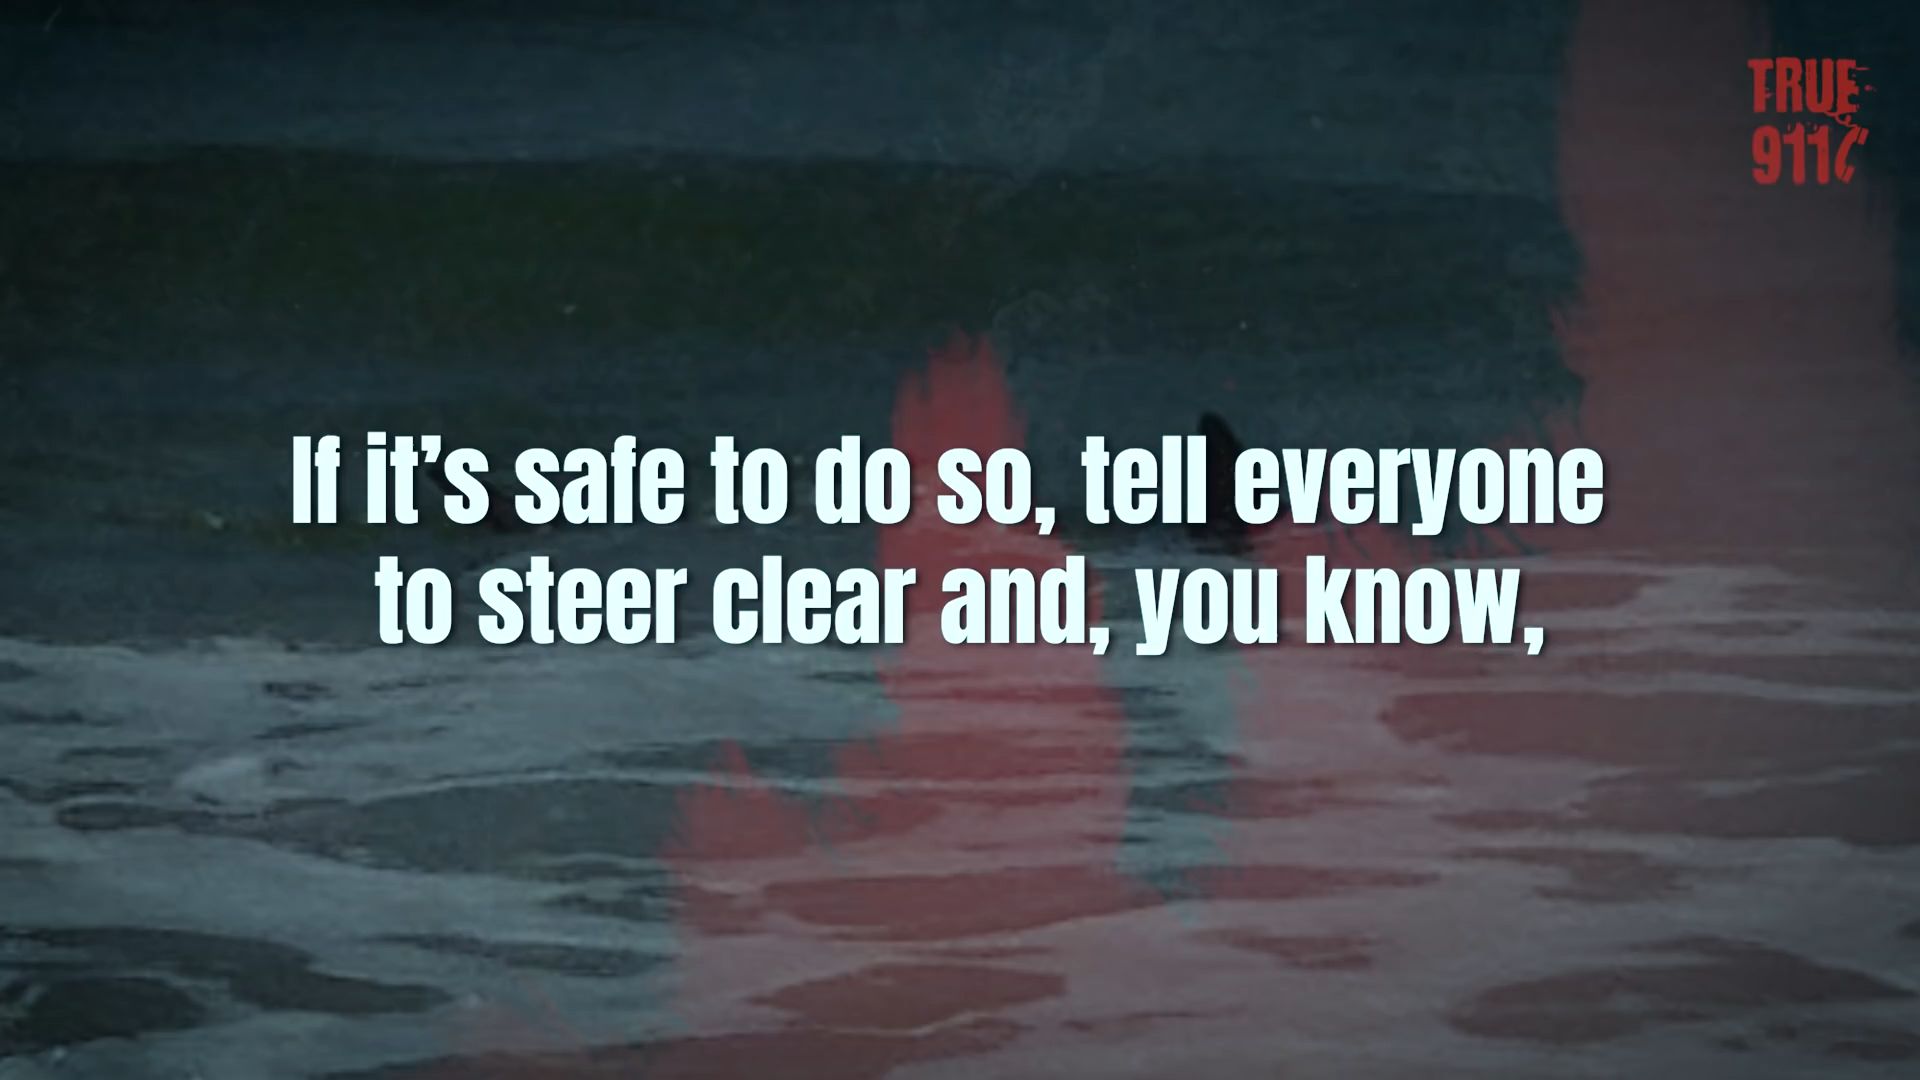 TRUE
911
If it's safe to do so, tell everyone
to steer clear and, you know,